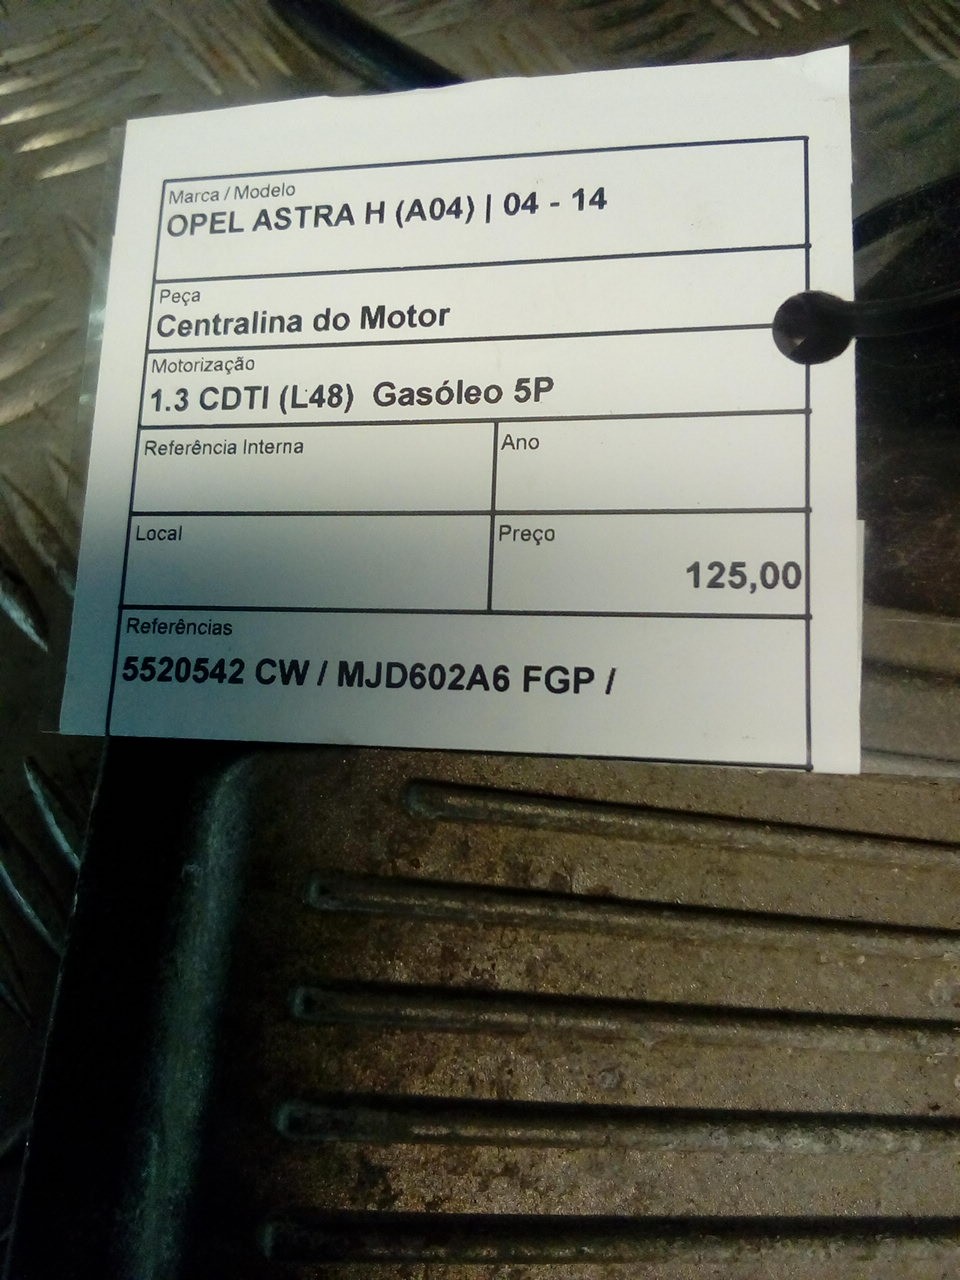 Marca / Modelo
OPEL ASTRA H (A04) | 04 - 14
Peça
Centralina do Motor
Motorização
1.3 CDTI (L48)  Gasóleo 5P
Referência Interna
Ano
Local
Preço
125,00
Referências
5520542 CW / MJD602A6 FGP /